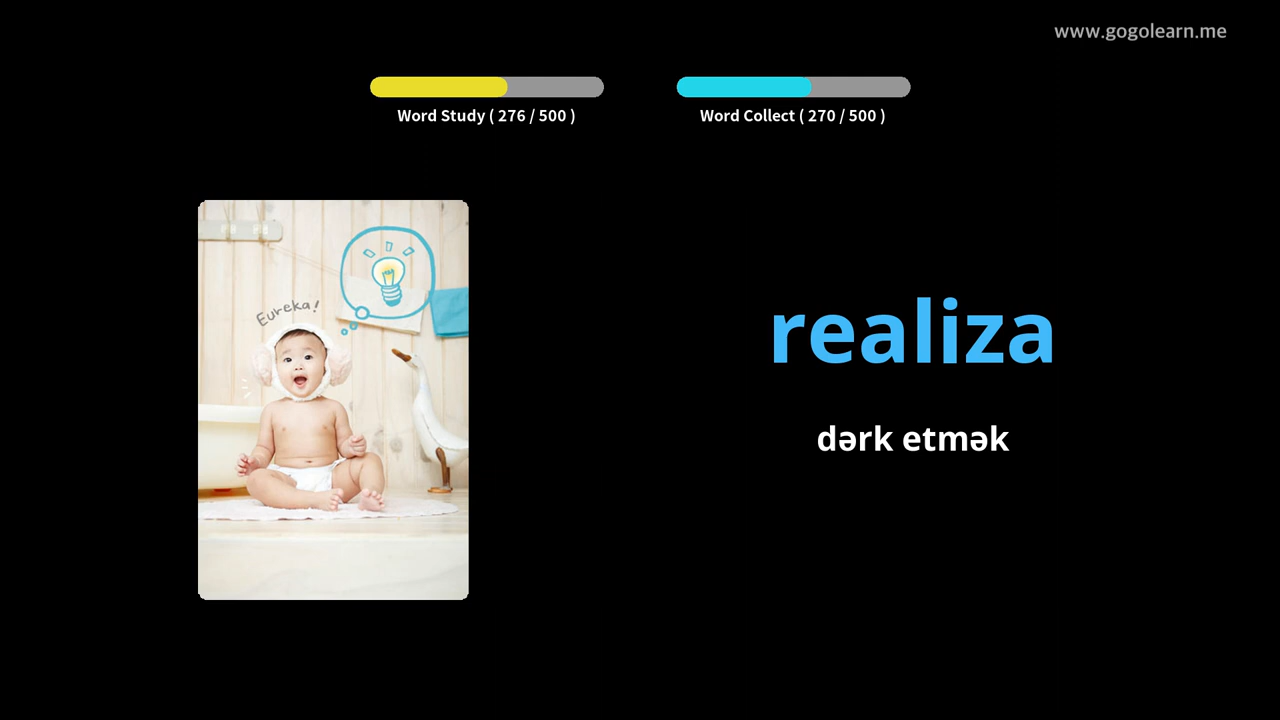 www.gogolearn.me
Word Study ( 276 / 500 )
Word Collect ( 270 / 500 )
Eureka!
realiza
dərk etmək